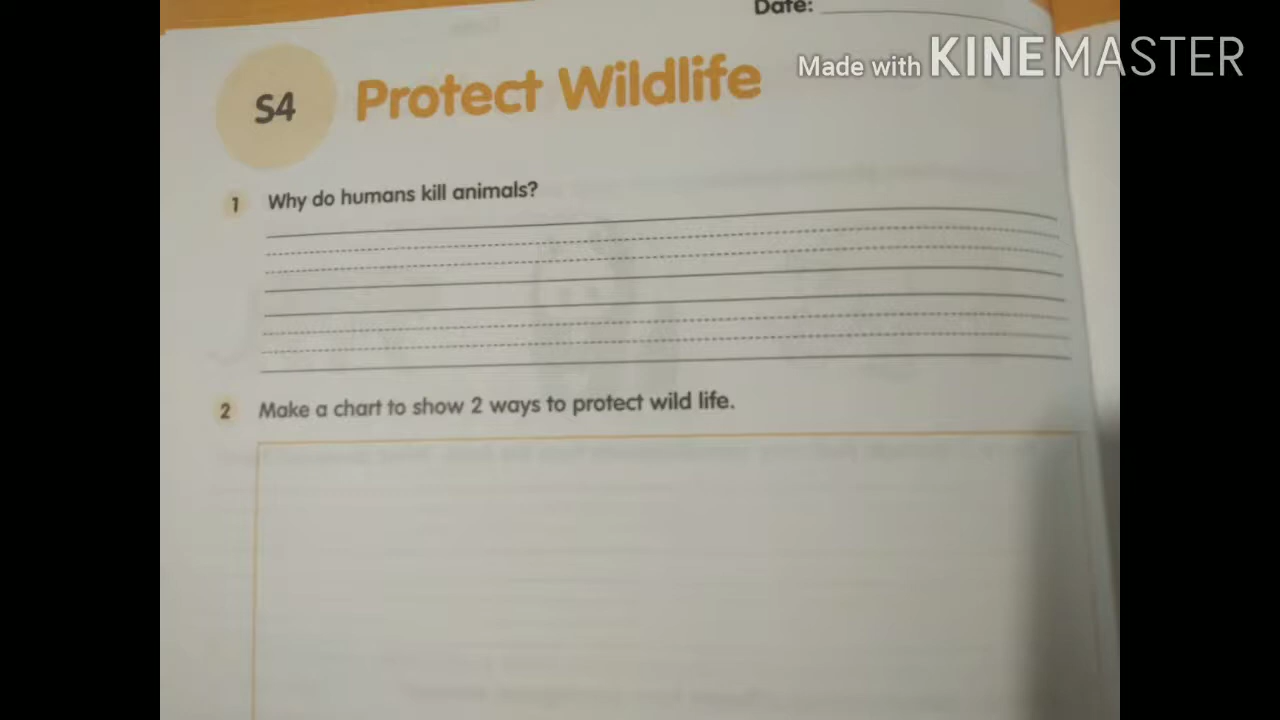 Date:
Made with KINEMASTER
S4 Protect Wildlife
1 Why do humans kill animals?
2 Make a chart to show 2 ways to protect wild life.